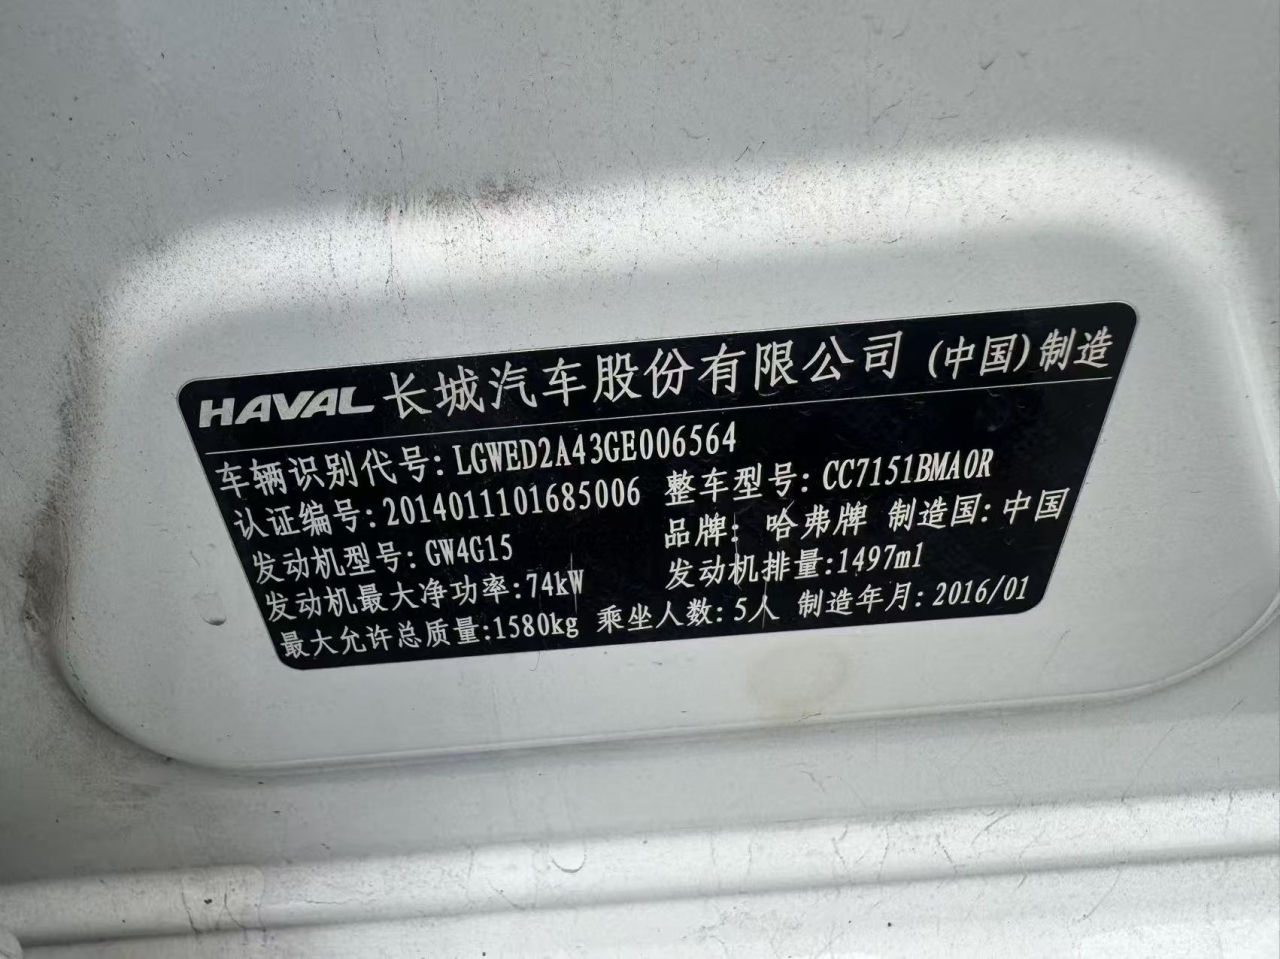 HAVAL 长城汽车股份有限公司 (中国)制造
车辆识别代号: LGWED2A43GE006564
认证编号: 2014011101685006 整车型号: CC7151BMA0R
发动机型号: GW4G15 品牌: 哈弗牌 制造国: 中国
发动机最大净功率: 74kW 发动机排量: 1497ml
最大允许总质量: 1580kg 乘坐人数: 5人 制造年月: 2016/01